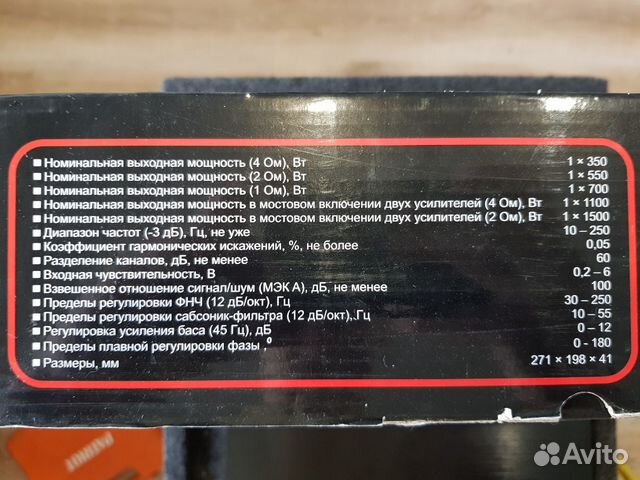 ■ Номинальная выходная мощность (4 Ом), Вт 1 × 350
■ Номинальная выходная мощность (2 Ом), Вт 1 × 550
■ Номинальная выходная мощность (1 Ом), Вт 1 × 700
■ Номинальная выходная мощность в мостовом включении двух усилителей (4 Ом), Вт 1 × 1100
■ Номинальная выходная мощность в мостовом включении двух усилителей (2 Ом), Вт 1 × 1500
■ Диапазон частот (-3 дБ), Гц, не уже 10 – 250
■ Коэффициент гармонических искажений, %, не более 0,05
■ Разделение каналов, дБ, не менее 60
■ Входная чувствительность, В 0,2 – 6
■ Взвешенное отношение сигнал/шум (МЭК А), дБ, не менее 100
■ Пределы регулировки ФНЧ (12 дБ/окт), Гц 30 – 250
■ Пределы регулировки сабсоник-фильтра (12 дБ/окт),.Гц 10 – 55
■ Регулировка усиления баса (45 Гц), дБ 0 – 12
■ Пределы плавной регулировки фазы ,º 0 - 180
■ Размеры, мм 271 × 198 × 41
PATRIOT
Avito